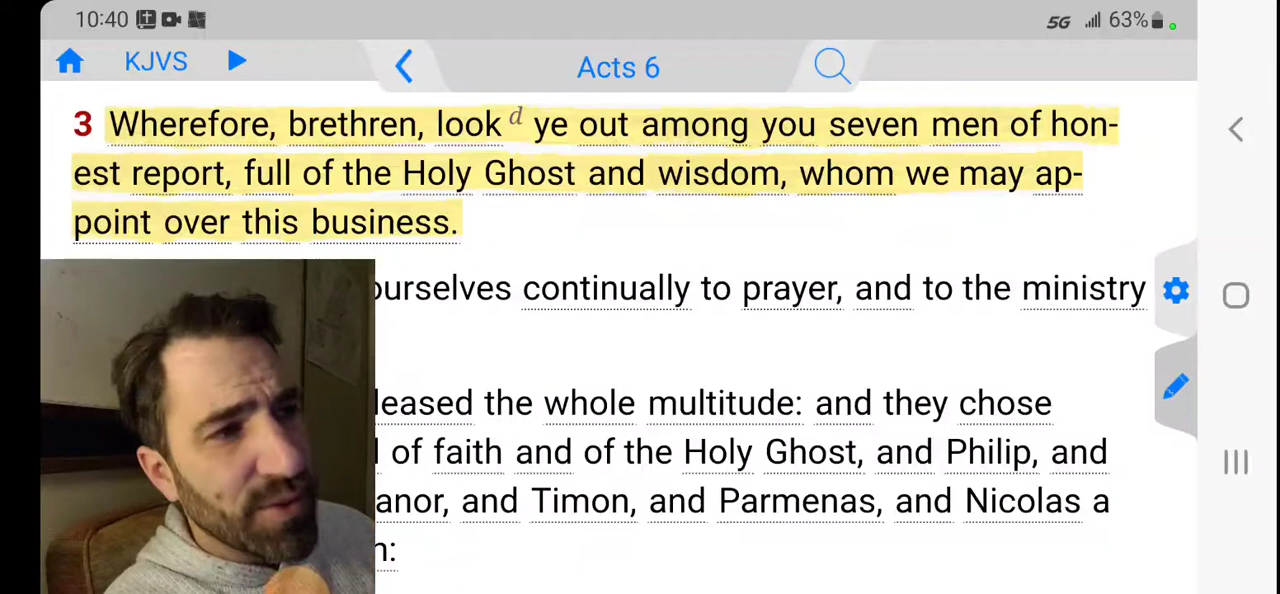 10:40
5G 63%
KJVS
Acts 6
3 Wherefore, brethren, look d ye out among you seven men of hon-
est report, full of the Holy Ghost and wisdom, whom we may ap-
point over this business.
ourselves continually to prayer, and to the ministry
leased the whole multitude: and they chose
of faith and of the Holy Ghost, and Philip, and
anor, and Timon, and Parmenas, and Nicolas a
n: